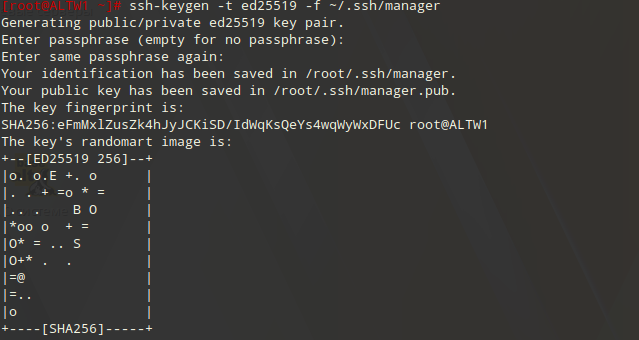 [root@ALTW1 ~]# ssh-keygen -t ed25519 -f ~/.ssh/manager
Generating public/private ed25519 key pair.
Enter passphrase (empty for no passphrase):
Enter same passphrase again:
Your identification has been saved in /root/.ssh/manager.
Your public key has been saved in /root/.ssh/manager.pub.
The key fingerprint is:
SHA256:eFmMxlZusZk4hJyJCKiSD/IdWqKsQeYs4wqWyWxDFUc root@ALTW1
The key's randomart image is:
+--[ED25519 256]--+
|o. o.E +. o      |
|. . + =o * =     |
|.. .    B O      |
|*oo o  + =       |
|O* = .. S        |
|O+* .  .         |
|=@               |
|=..              |
|o                |
+----[SHA256]-----+